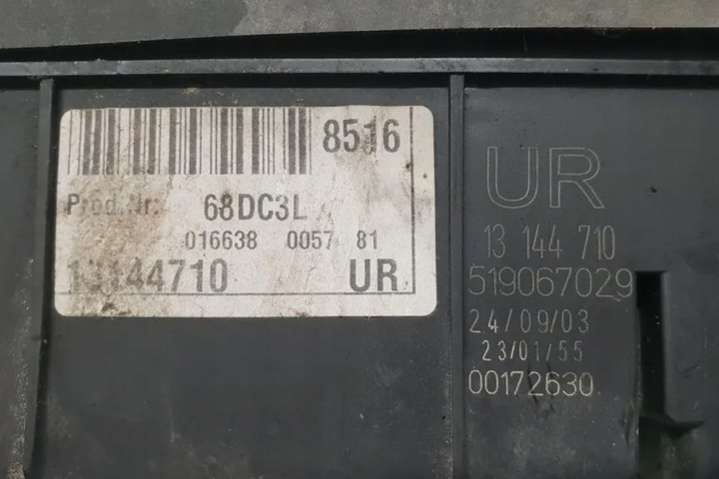 8516
Prod.Nr: 68DC3L
016638 0057 81
13144710 UR
UR
13 144 710
519067029
24/09/03
23/01/55
00172630